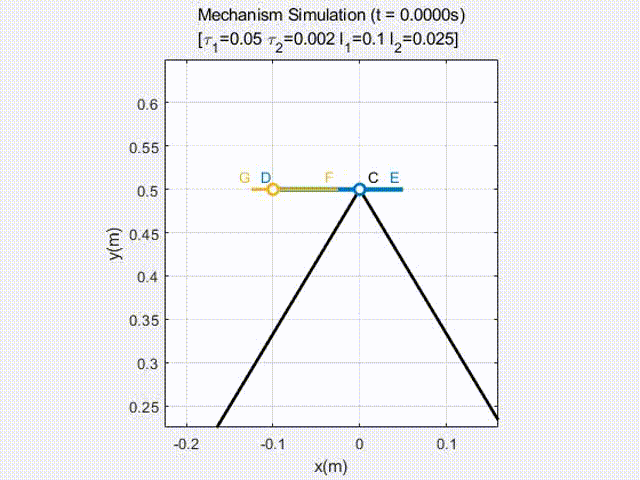 Mechanism Simulation (t = 0.0000s)
[τ₁=0.05 τ₂=0.002 l₁=0.1 l₂=0.025]
0.6
0.55
G D F C E
0.5
0.45
y(m)
0.4
0.35
0.3
0.25
-0.2 -0.1 0 0.1
x(m)